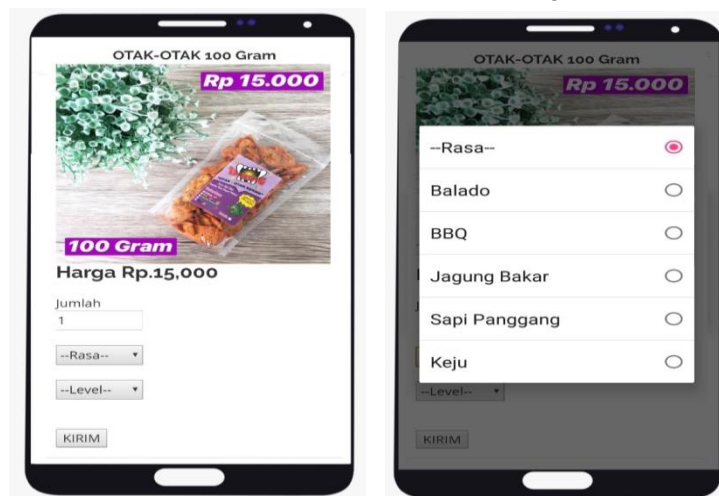 OTAK-OTAK 100 Gram
Rp 15.000
100 Gram
Harga Rp.15,000
Jumlah
1
--Rasa--
--Level--
KIRIM
OTAK-OTAK 100 Gram
Rp 15.000
--Rasa--
Balado
BBQ
Jagung Bakar
Sapi Panggang
Keju
--Level--
KIRIM